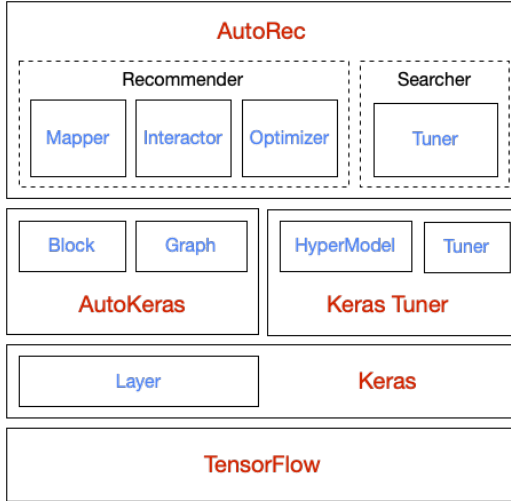 AutoRec
Recommender
Searcher
Mapper
Interactor
Optimizer
Tuner
Block
Graph
HyperModel
Tuner
AutoKeras
Keras Tuner
Layer
Keras
TensorFlow